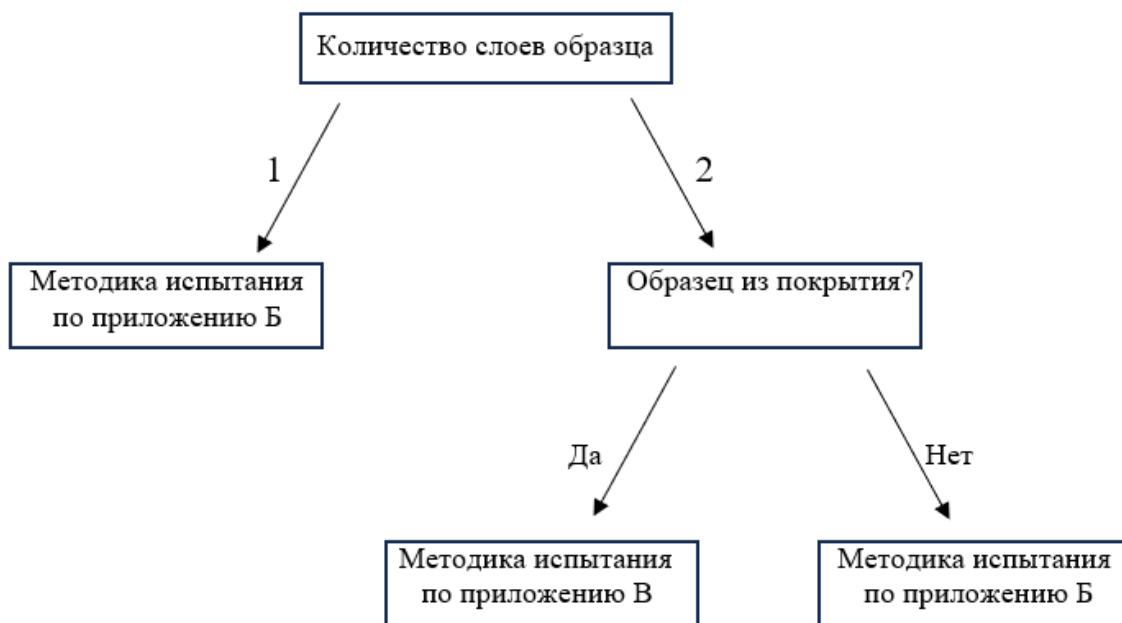 Количество слоев образца
1
2
Методика испытания
по приложению Б
Образец из покрытия?
Да
Нет
Методика испытания
по приложению В
Методика испытания
по приложению Б